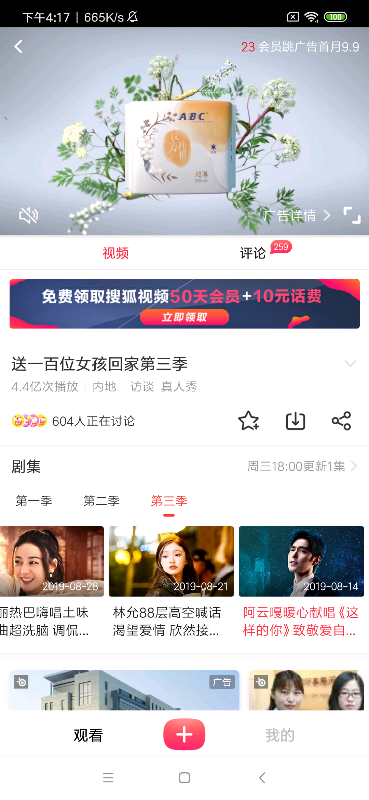 下午4:17 | 665K/s
100
23 会员跳广告首月9.9
ABC
广告详情
视频
评论 259
免费领取搜狐视频50天会员+10元话费
立即领取
送一百位女孩回家第三季
4.4亿次播放 | 内地 访谈 真人秀
604人正在讨论
剧集
周三18:00更新1集
第一季 第二季 第三季
2019-08-28
2019-08-21
2019-08-14
丽热巴嗨唱土味
曲超洗脑 调侃...
林允88层高空喊话
渴望爱情 欣然接...
阿云嘎暖心献唱《这
样的你》致敬爱自...
广告
观看
我的